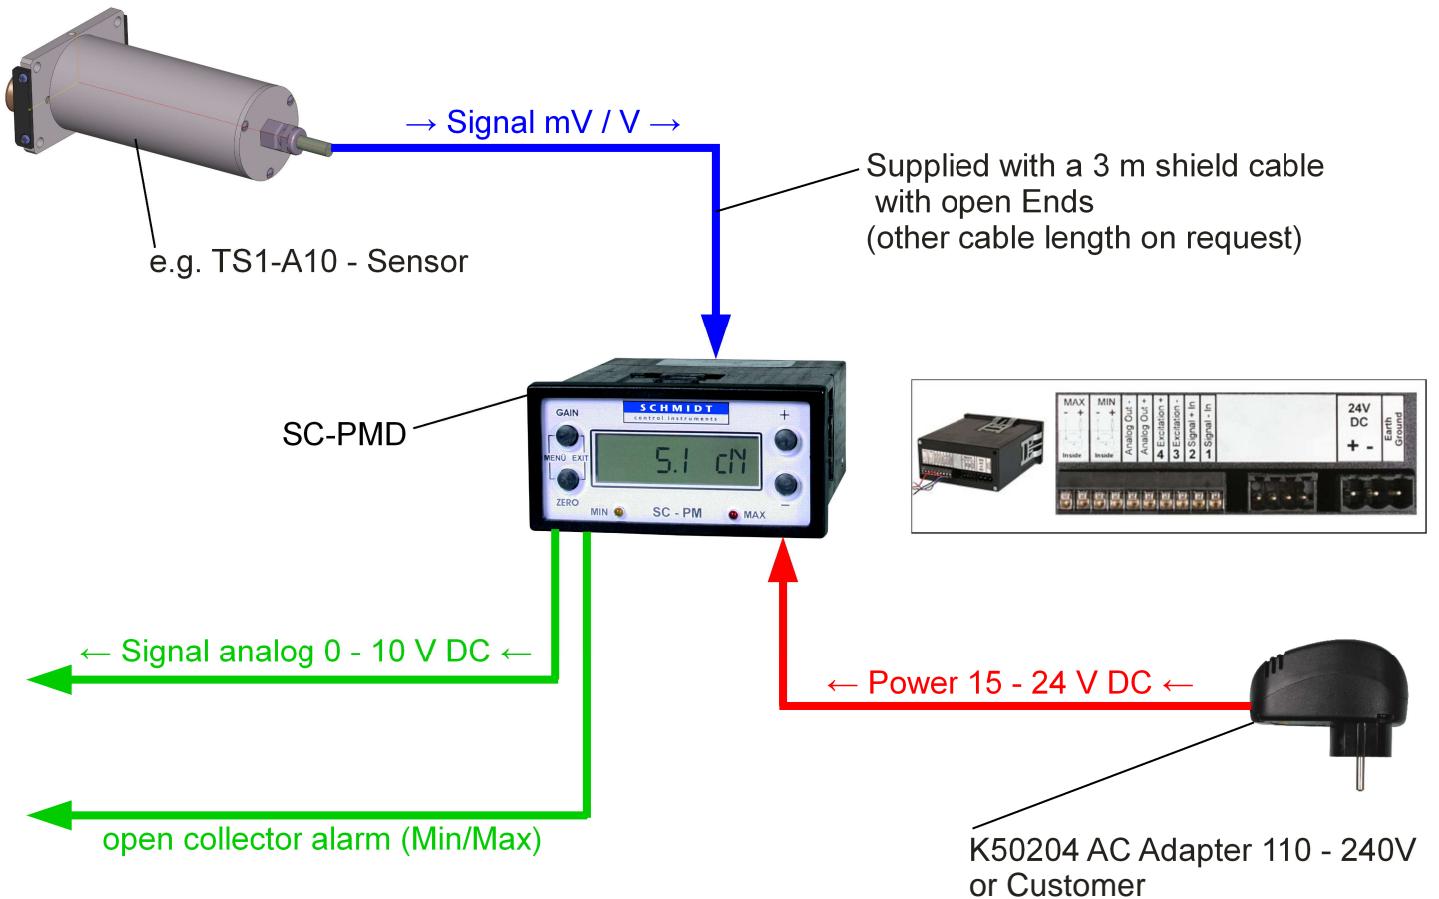 → Signal mV / V →
Supplied with a 3 m shield cable
with open Ends
(other cable length on request)
e.g. TS1-A10 - Sensor
SC-PMD
SCHMIDT
control instruments
GAIN
+
MENÜ EXIT
5.1 cN
ZERO
−
MIN
SC - PM
MAX
MAX
- +
Inside
MIN
- +
Inside
Analog Out -
Analog Out +
4 Excitation +
3 Excitation -
2 Signal + In
1 Signal - In
24V
DC
+ -
Earth
Ground
← Signal analog 0 - 10 V DC ←
← Power 15 - 24 V DC ←
open collector alarm (Min/Max)
K50204 AC Adapter 110 - 240V
or Customer